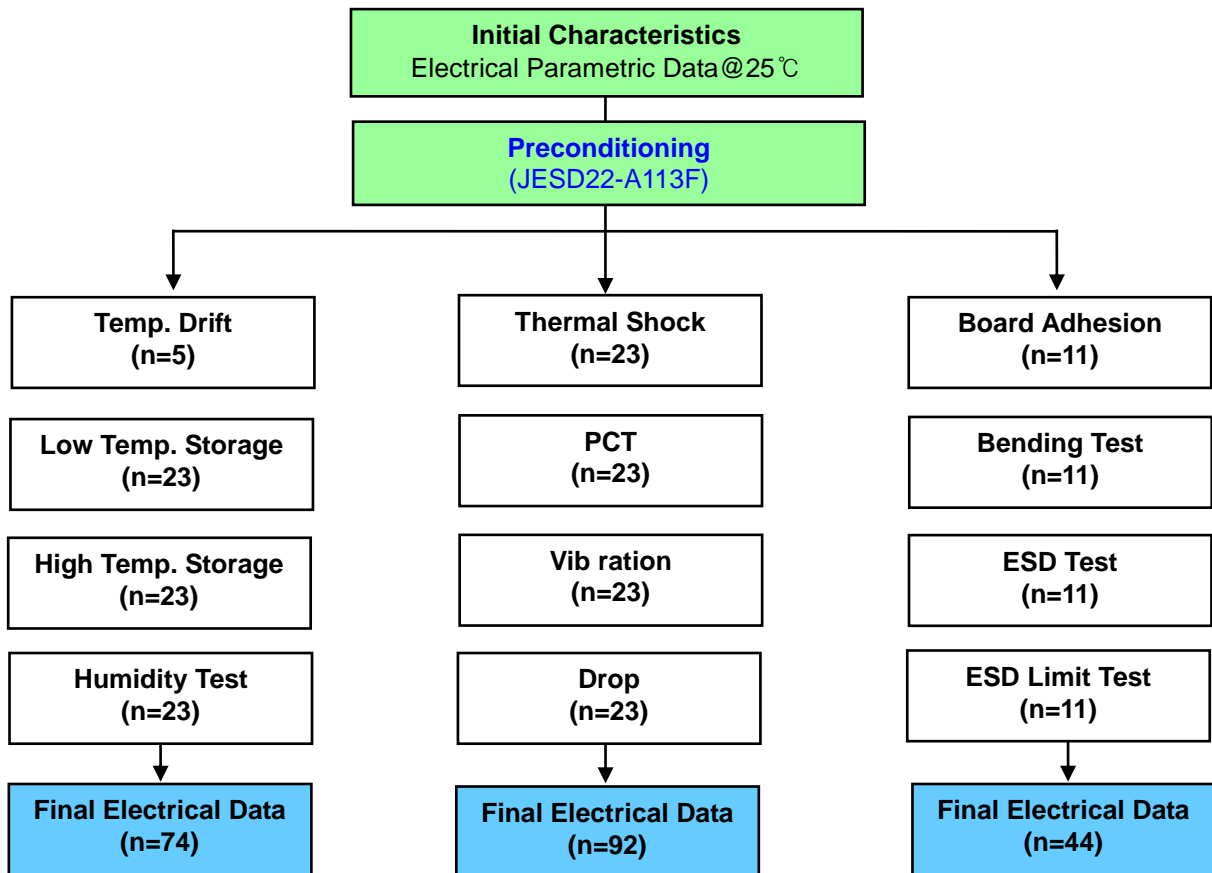 Initial Characteristics
Electrical Parametric Data@25℃
Preconditioning
(JESD22-A113F)
Temp. Drift
(n=5)
Low Temp. Storage
(n=23)
High Temp. Storage
(n=23)
Humidity Test
(n=23)
Final Electrical Data
(n=74)
Thermal Shock
(n=23)
PCT
(n=23)
Vib ration
(n=23)
Drop
(n=23)
Final Electrical Data
(n=92)
Board Adhesion
(n=11)
Bending Test
(n=11)
ESD Test
(n=11)
ESD Limit Test
(n=11)
Final Electrical Data
(n=44)